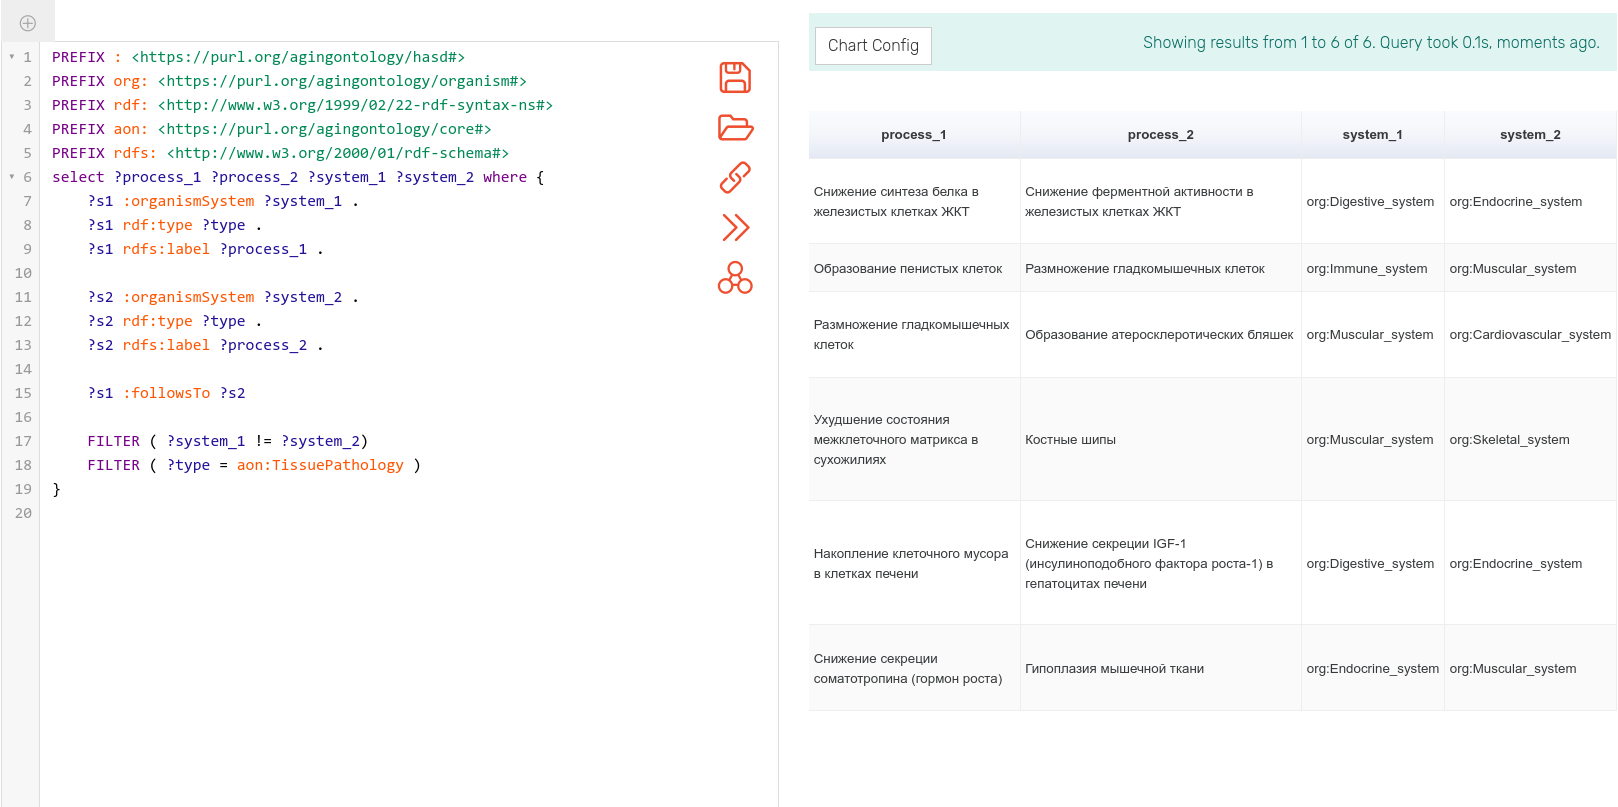 1 PREFIX : <https://purl.org/agingontology/hasd#>
2 PREFIX org: <https://purl.org/agingontology/organism#>
3 PREFIX rdf: <http://www.w3.org/1999/02/22-rdf-syntax-ns#>
4 PREFIX aon: <https://purl.org/agingontology/core#>
5 PREFIX rdfs: <http://www.w3.org/2000/01/rdf-schema#>
6 select ?process_1 ?process_2 ?system_1 ?system_2 where {
7 ?s1 :organismSystem ?system_1 .
8 ?s1 rdf:type ?type .
9 ?s1 rdfs:label ?process_1 .
10
11 ?s2 :organismSystem ?system_2 .
12 ?s2 rdf:type ?type .
13 ?s2 rdfs:label ?process_2 .
14
15 ?s1 :followsTo ?s2
16
17 FILTER ( ?system_1 != ?system_2)
18 FILTER ( ?type = aon:TissuePathology )
19 }
20
Chart Config
Showing results from 1 to 6 of 6. Query took 0.1s, moments ago.
process_1 process_2 system_1 system_2
Снижение синтеза белка в
железистых клетках ЖКТ
Снижение ферментной активности в
железистых клетках ЖКТ
org:Digestive_system
org:Endocrine_system
Образование пенистых клеток
Размножение гладкомышечных клеток
org:Immune_system
org:Muscular_system
Размножение гладкомышечных
клеток
Образование атеросклеротических бляшек
org:Muscular_system
org:Cardiovascular_system
Ухудшение состояния
межклеточного матрикса в
сухожилиях
Костные шипы
org:Muscular_system
org:Skeletal_system
Накопление клеточного мусора
в клетках печени
Снижение секреции IGF-1
(инсулиноподобного фактора роста-1) в
гепатоцитах печени
org:Digestive_system
org:Endocrine_system
Снижение секреции
соматотропина (гормон роста)
Гипоплазия мышечной ткани
org:Endocrine_system
org:Muscular_system